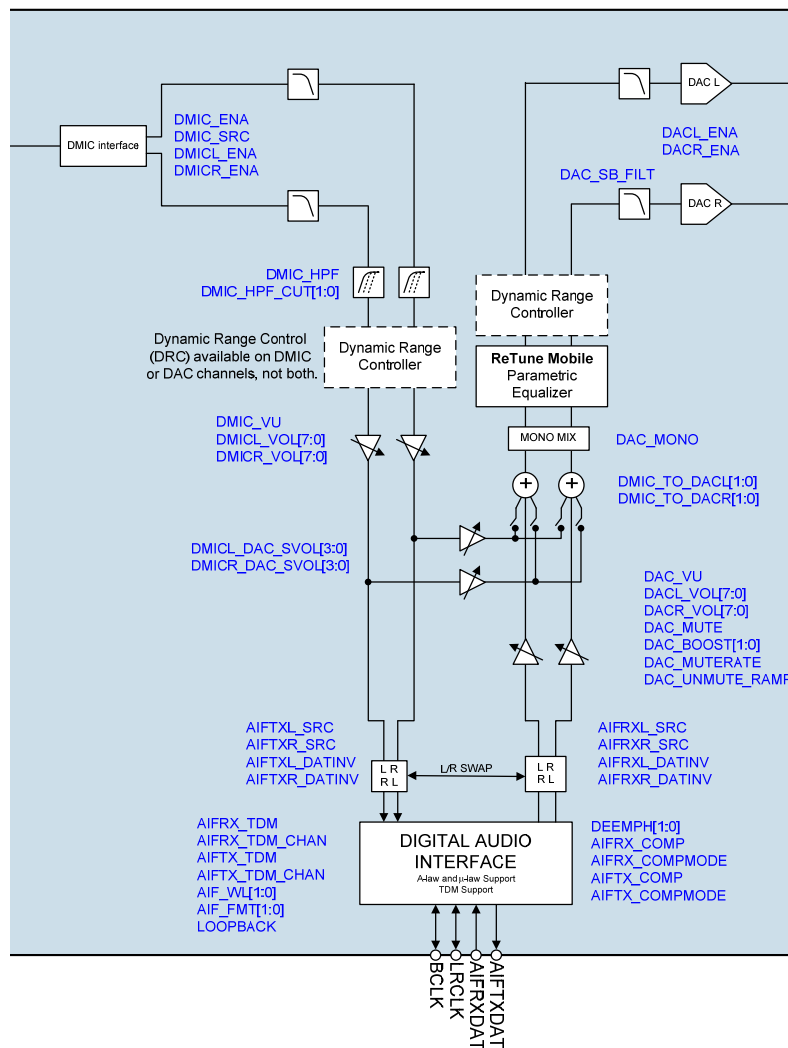 DAC L
DMIC interface
DMIC_ENA
DMIC_SRC
DMICL_ENA
DMICR_ENA
DACL_ENA
DACR_ENA
DAC_SB_FILT
DAC R
DMIC_HPF
DMIC_HPF_CUT[1:0]
Dynamic Range
Controller
Dynamic Range Control
(DRC) available on DMIC
or DAC channels, not both.
Dynamic Range
Controller
ReTune Mobile
Parametric
Equalizer
DMIC_VU
DMICL_VOL[7:0]
DMICR_VOL[7:0]
MONO MIX
DAC_MONO
+ +
DMIC_TO_DACL[1:0]
DMIC_TO_DACR[1:0]
DMICL_DAC_SVOL[3:0]
DMICR_DAC_SVOL[3:0]
DAC_VU
DACL_VOL[7:0]
DACR_VOL[7:0]
DAC_MUTE
DAC_BOOST[1:0]
DAC_MUTERATE
DAC_UNMUTE_RAMP
AIFTXL_SRC
AIFTXR_SRC
AIFTXL_DATINV
AIFTXR_DATINV
L R
R L
L/R SWAP
L R
R L
AIFRXL_SRC
AIFRXR_SRC
AIFRXL_DATINV
AIFRXR_DATINV
AIFRX_TDM
AIFRX_TDM_CHAN
AIFTX_TDM
AIFTX_TDM_CHAN
AIF_WL[1:0]
AIF_FMT[1:0]
LOOPBACK
DIGITAL AUDIO
INTERFACE
A-law and µ-law Support
TDM Support
DEEMPH[1:0]
AIFRX_COMP
AIFRX_COMPMODE
AIFTX_COMP
AIFTX_COMPMODE
BCLK
LRCLK
AIFRXDAT
AIFTXDAT